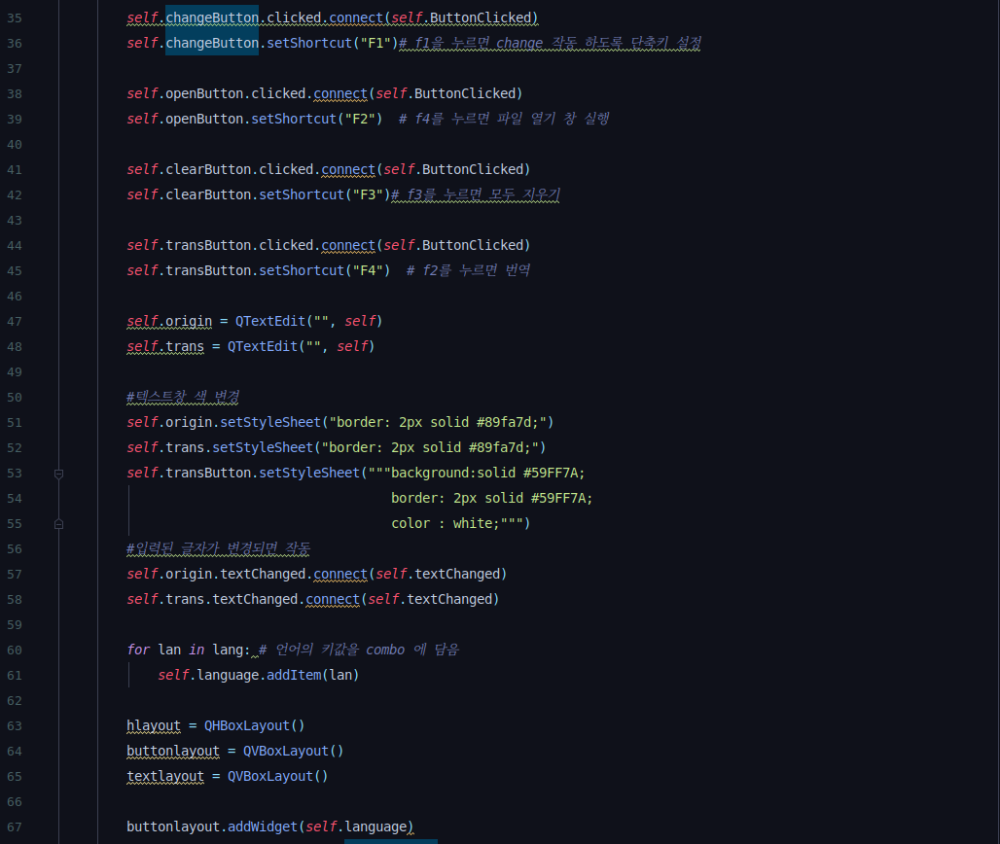 35 self.changeButton.clicked.connect(self.ButtonClicked)
36 self.changeButton.setShortcut("F1")# f1을 누르면 change 작동 하도록 단축키 설정
37
38 self.openButton.clicked.connect(self.ButtonClicked)
39 self.openButton.setShortcut("F2")  # f4를 누르면 파일 열기 창 실행
40
41 self.clearButton.clicked.connect(self.ButtonClicked)
42 self.clearButton.setShortcut("F3")# f3를 누르면 모두 지우기
43
44 self.transButton.clicked.connect(self.ButtonClicked)
45 self.transButton.setShortcut("F4")  # f2를 누르면 번역
46
47 self.origin = QTextEdit("", self)
48 self.trans = QTextEdit("", self)
49
50 #텍스트창 색 변경
51 self.origin.setStyleSheet("border: 2px solid #89fa7d;")
52 self.trans.setStyleSheet("border: 2px solid #89fa7d;")
53 self.transButton.setStyleSheet("""background:solid #59FF7A;
54 border: 2px solid #59FF7A;
55 color : white;""")
56 #입력된 글자가 변경되면 작동
57 self.origin.textChanged.connect(self.textChanged)
58 self.trans.textChanged.connect(self.textChanged)
59
60 for lan in lang: # 언어의 키값을 combo 에 담음
61 self.language.addItem(lan)
62
63 hlayout = QHBoxLayout()
64 buttonlayout = QVBoxLayout()
65 textlayout = QVBoxLayout()
66
67 buttonlayout.addWidget(self.language)